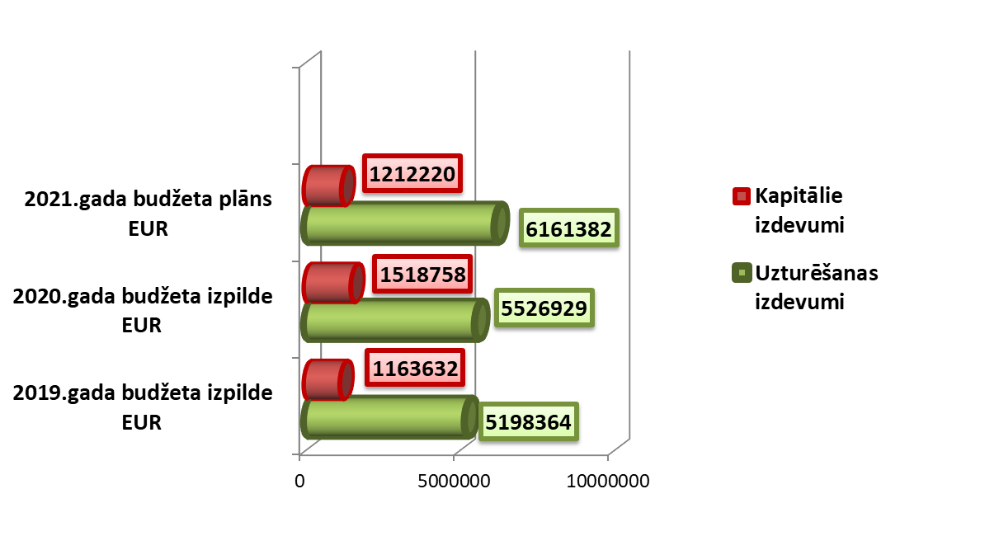 2021.gada budžeta plāns
EUR
1212220
6161382
2020.gada budžeta izpilde
EUR
1518758
5526929
2019.gada budžeta izpilde
EUR
1163632
5198364
0
5000000
10000000
Kapitālie
izdevumi
Uzturēšanas
izdevumi